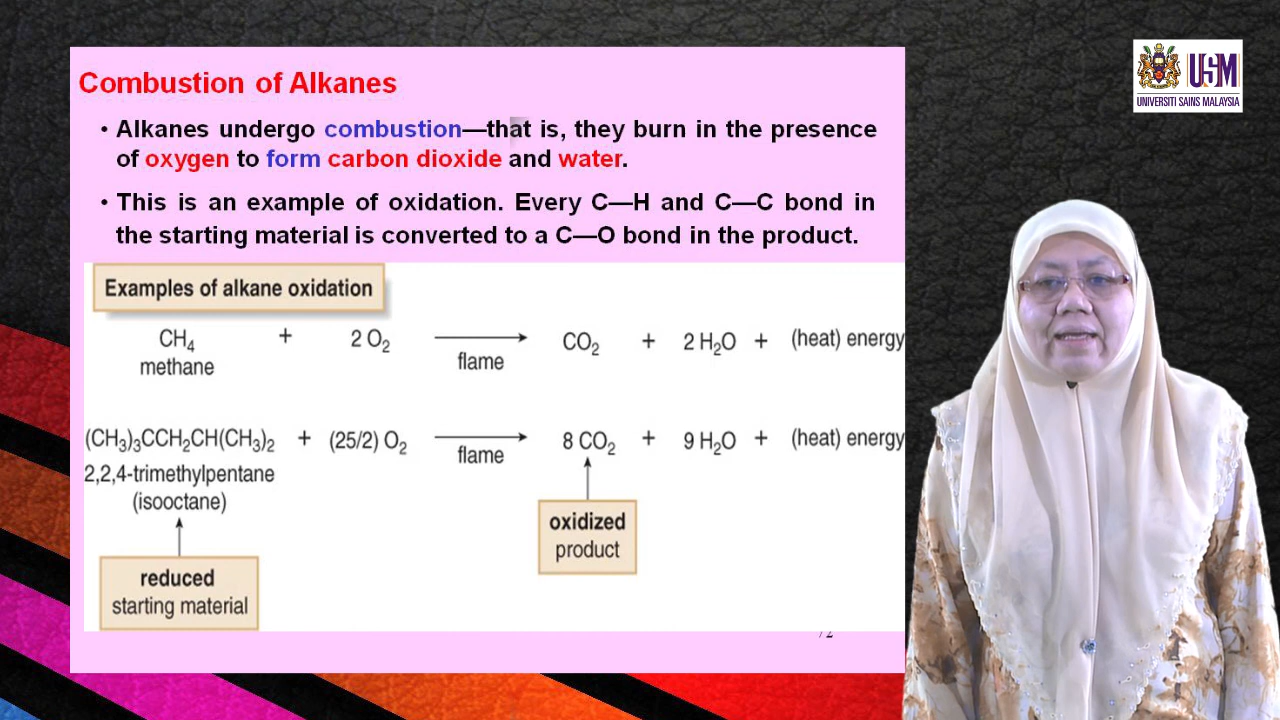 Combustion of Alkanes
• Alkanes undergo combustion—that is, they burn in the presence
of oxygen to form carbon dioxide and water.
• This is an example of oxidation. Every C—H and C—C bond in
the starting material is converted to a C—O bond in the product.
Examples of alkane oxidation
CH₄ + 2 O₂ → CO₂ + 2 H₂O + (heat) energy
methane flame
(CH₃)₃CCH₂CH(CH₃)₂ + (25/2) O₂ → 8 CO₂ + 9 H₂O + (heat) energy
flame
2,2,4-trimethylpentane
(isooctane)
oxidized
product
reduced
starting material
USM
UNIVERSITI SAINS MALAYSIA